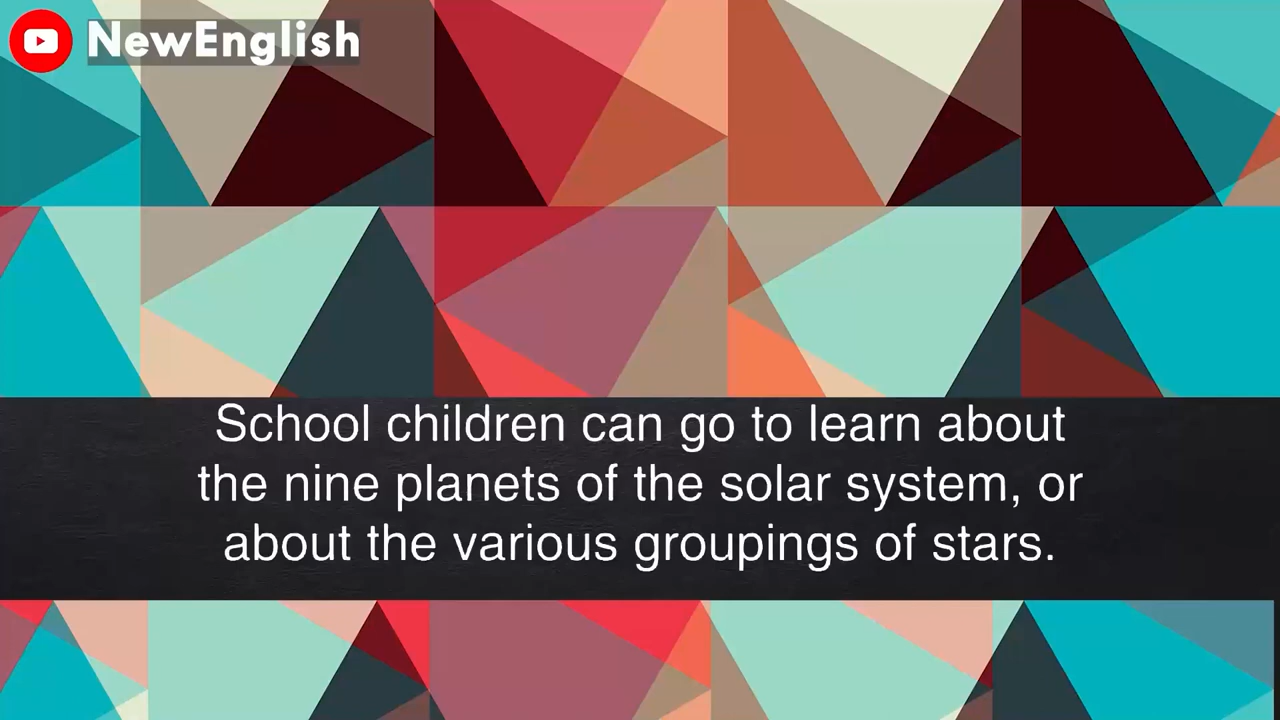 NewEnglish
School children can go to learn about
the nine planets of the solar system, or
about the various groupings of stars.